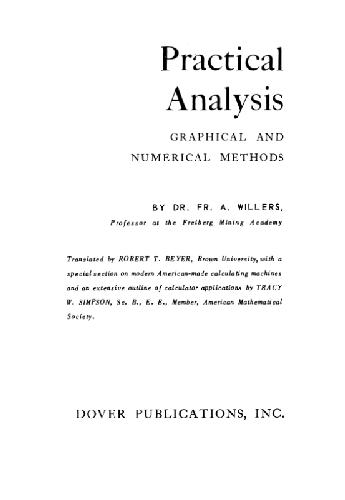 Practical
Analysis
GRAPHICAL AND
NUMERICAL METHODS
BY DR. FR. A. WILLERS,
Professor at the Freiberg Mining Academy
Translated by ROBERT T. BEYER, Brown University, with a
special section on modern American-made calculating machines
and an extensive outline of calculator applications by TRACY
W. SIMPSON, Sc. B., E. E., Member, American Mathematical
Society.
DOVER PUBLICATIONS, INC.